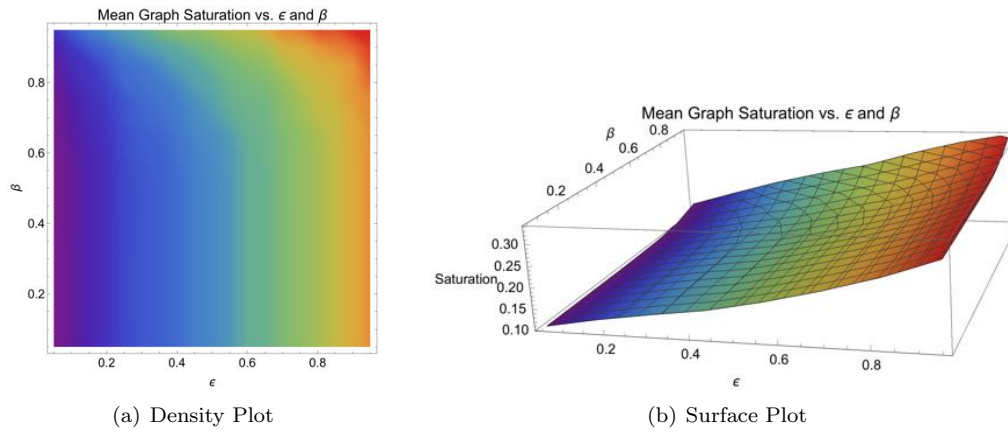 Mean Graph Saturation vs. ϵ and β
0.8
0.6
β
0.4
0.2
0.2 0.4 0.6 0.8
ϵ
(a) Density Plot
Mean Graph Saturation vs. ϵ and β
β
0.8
0.6
0.4
0.2
0.30
0.25
Saturation
0.20
0.15
0.10
0.2 0.4 0.6 0.8
ϵ
(b) Surface Plot